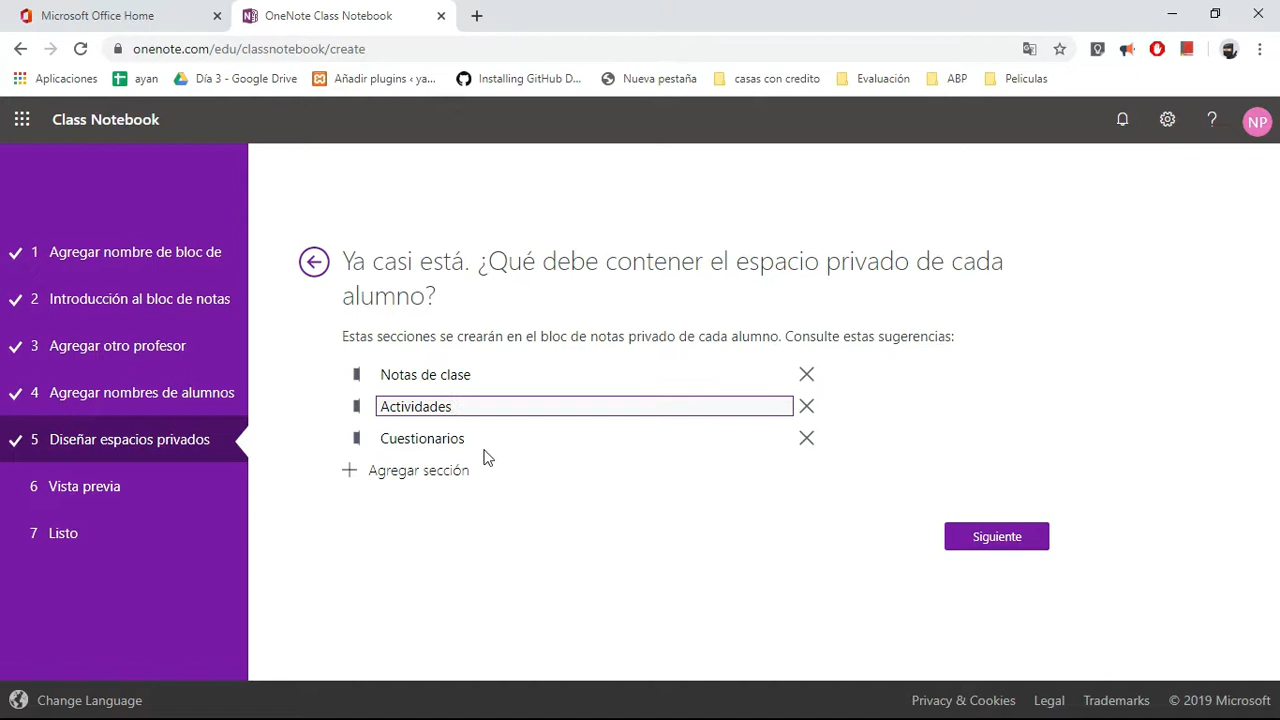 Microsoft Office Home
OneNote Class Notebook
onenote.com/edu/classnotebook/create
Aplicaciones
ayan
Día 3 - Google Drive
Añadir plugins ‹ ya...
Installing GitHub D...
Nueva pestaña
casas con credito
Evaluación
ABP
Peliculas
Class Notebook
?
NP
1 Agregar nombre de bloc de
2 Introducción al bloc de notas
3 Agregar otro profesor
4 Agregar nombres de alumnos
5 Diseñar espacios privados
6 Vista previa
7 Listo
Ya casi está. ¿Qué debe contener el espacio privado de cada
alumno?
Estas secciones se crearán en el bloc de notas privado de cada alumno. Consulte estas sugerencias:
Notas de clase
Actividades
Cuestionarios
Agregar sección
Siguiente
Change Language
Privacy & Cookies
Legal
Trademarks
© 2019 Microsoft